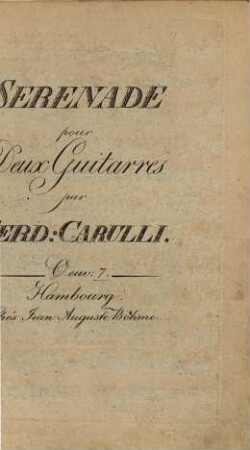 SERENADE
pour
Deux Guitarres
par
FERD: CARULLI.
Oeuv: 7.
Hambourg:
chés Jean Auguste Böhme